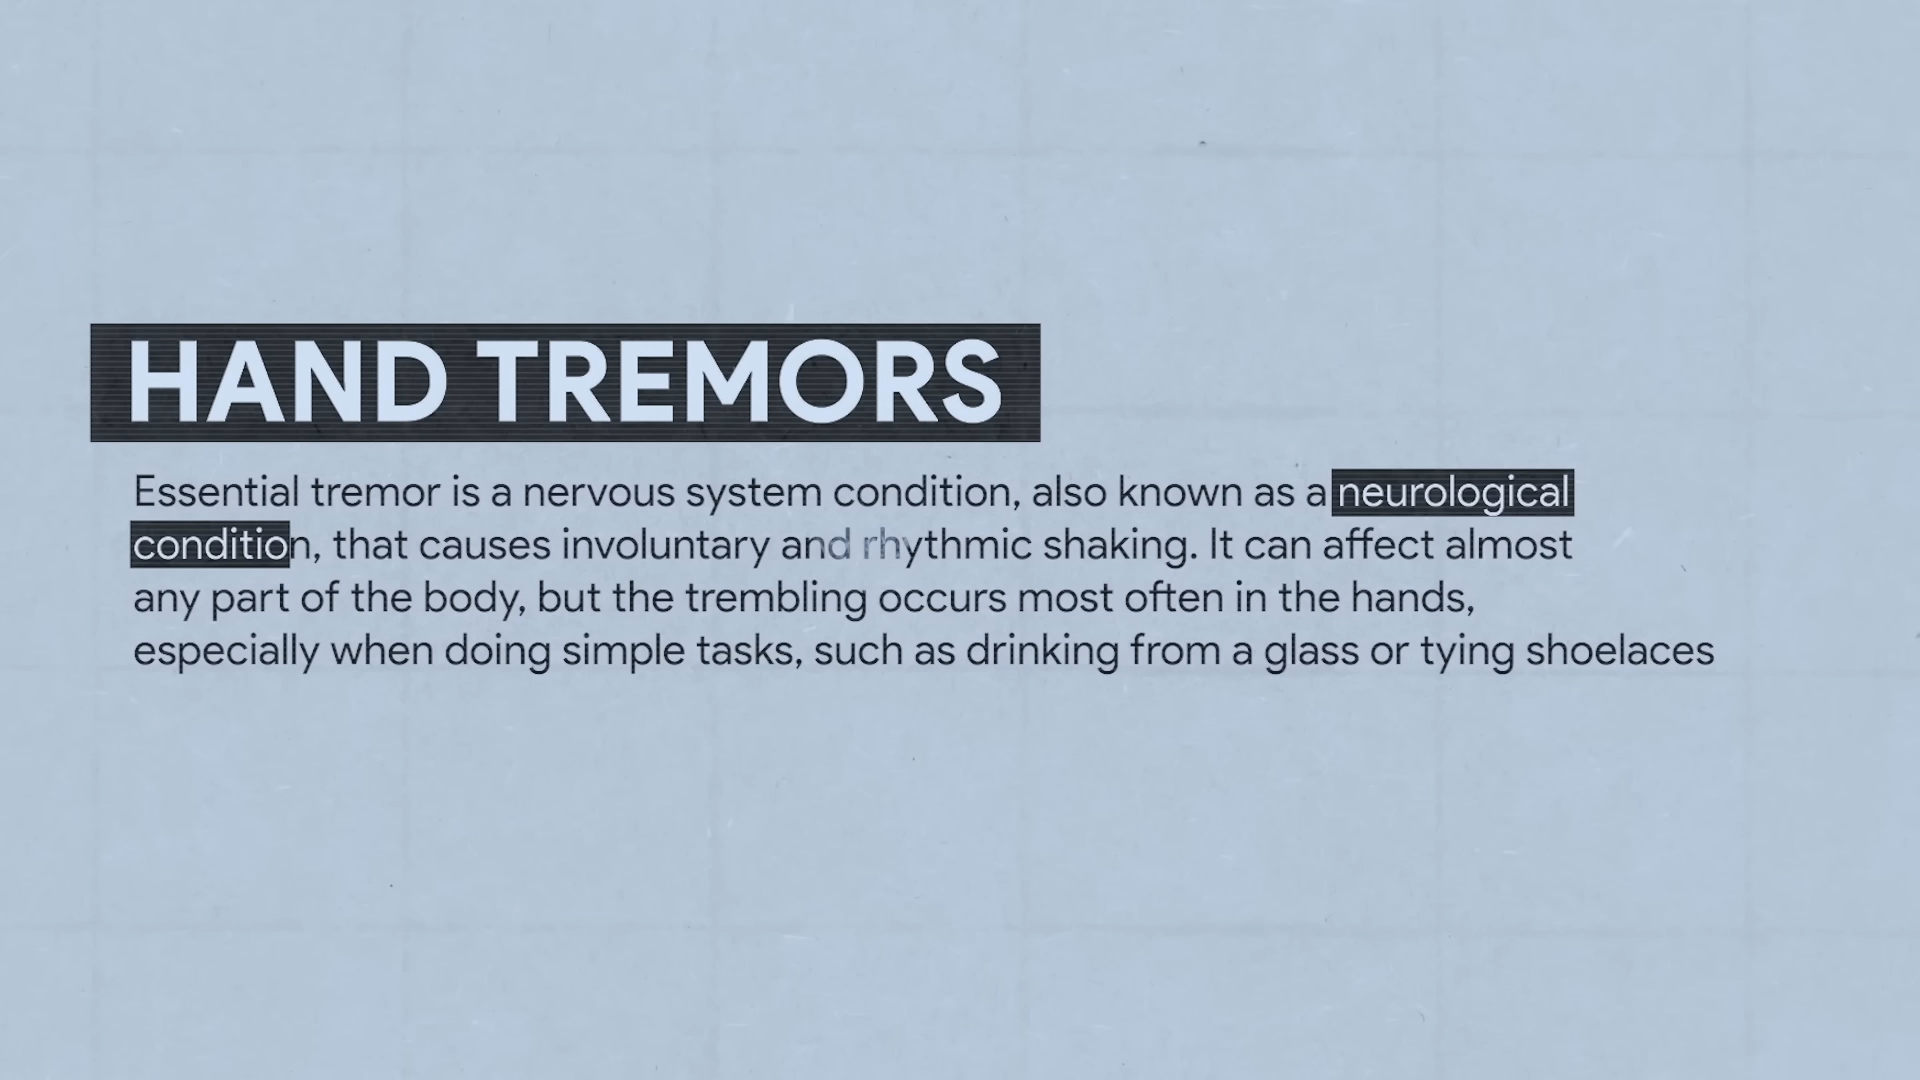 HAND TREMORS
Essential tremor is a nervous system condition, also known as a neurological
condition, that causes involuntary and rhythmic shaking. It can affect almost
any part of the body, but the trembling occurs most often in the hands,
especially when doing simple tasks, such as drinking from a glass or tying shoelaces